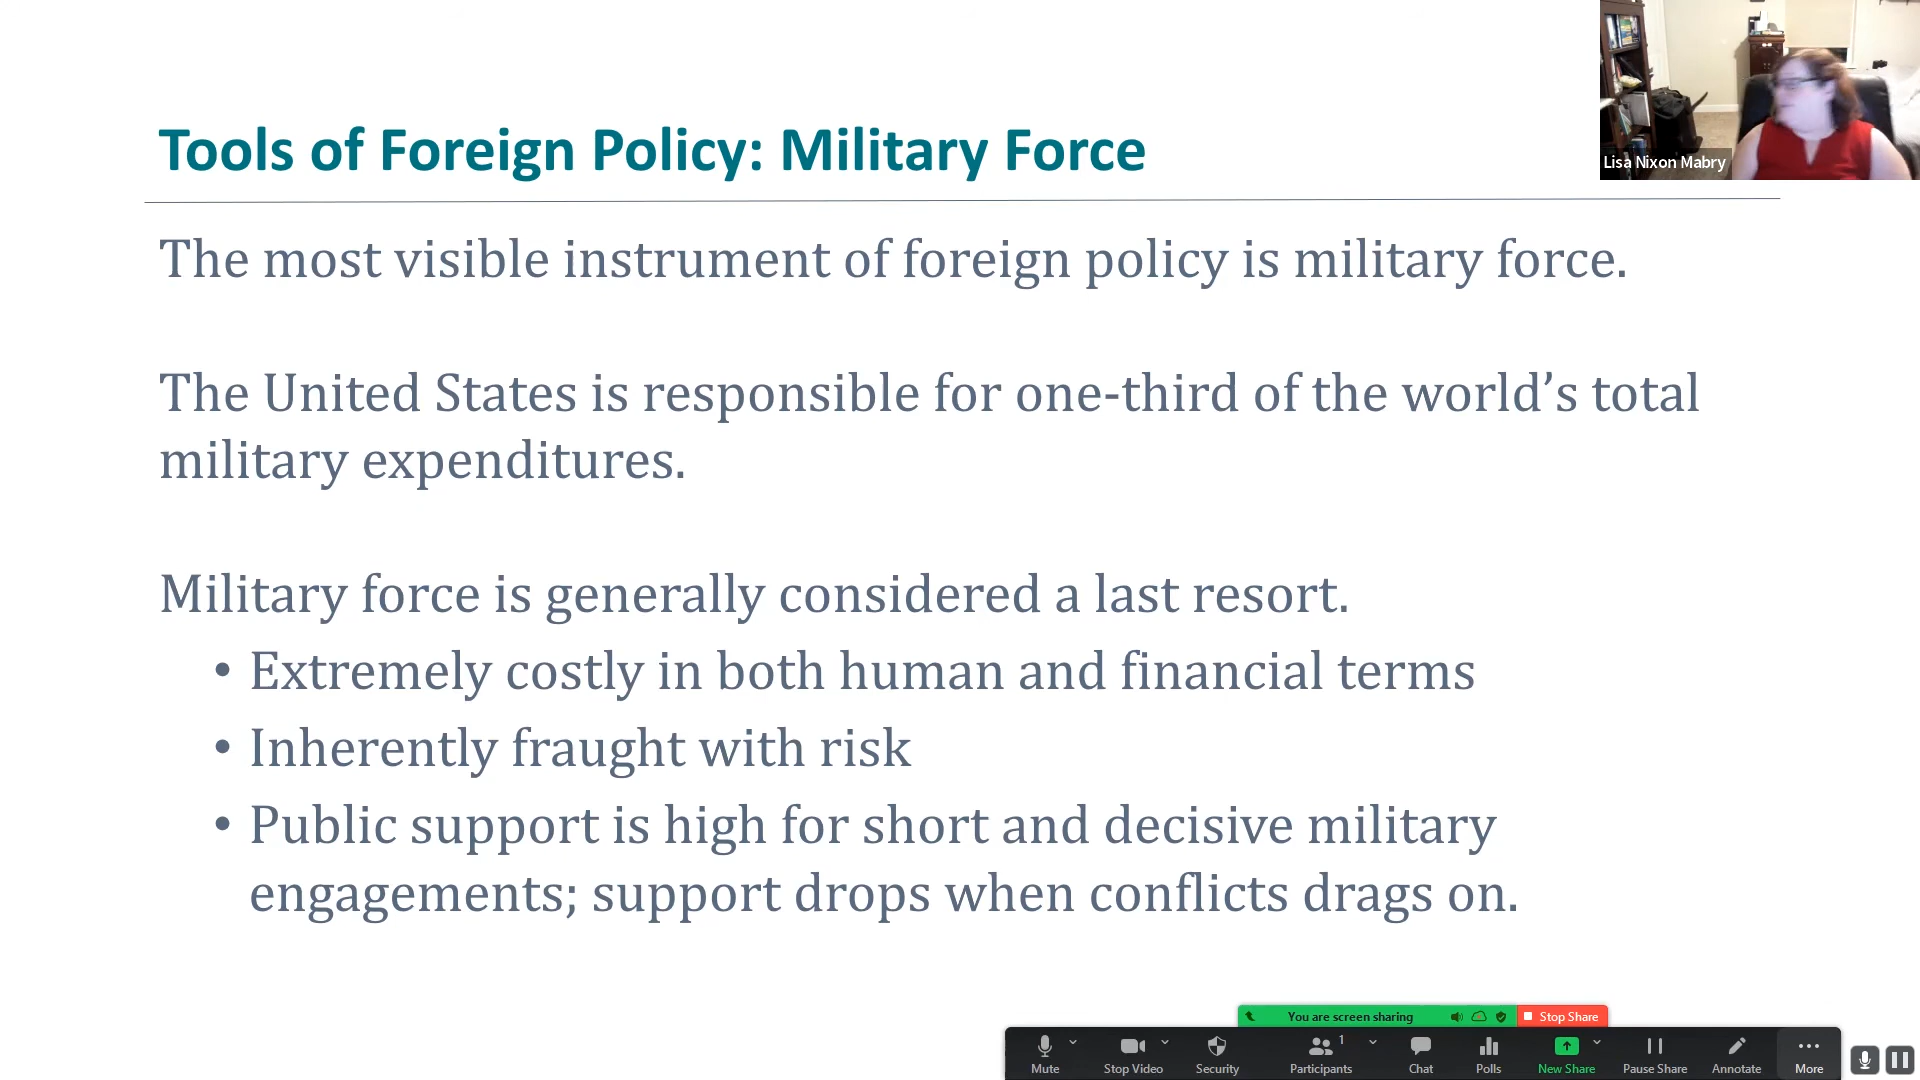 Tools of Foreign Policy: Military Force
Lisa Nixon Mabry
The most visible instrument of foreign policy is military force.
The United States is responsible for one-third of the world’s total
military expenditures.
Military force is generally considered a last resort.
• Extremely costly in both human and financial terms
• Inherently fraught with risk
• Public support is high for short and decisive military
engagements; support drops when conflicts drags on.
You are screen sharing Stop Share
Mute Stop Video Security Participants 1 Chat Polls New Share Pause Share Annotate More